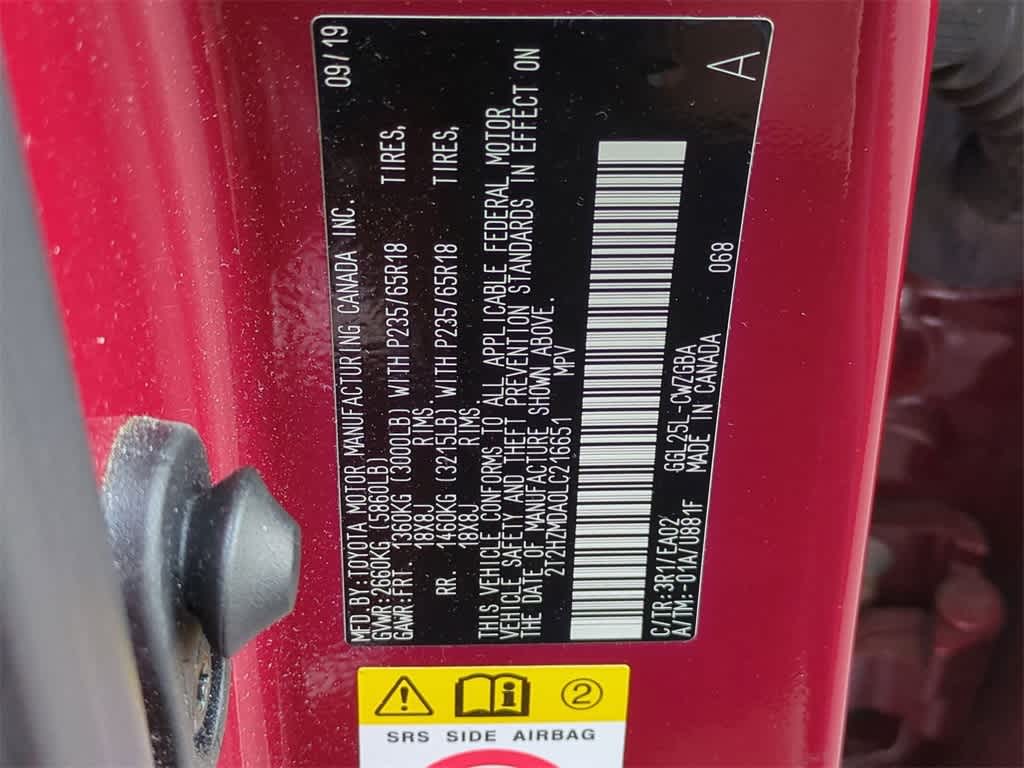 MFD.BY:TOYOTA MOTOR MANUFACTURING CANADA INC. 09/19
GVWR:2660KG (5860LB)
GAWR:FRT. 1360KG (3000LB) WITH P235/65R18 TIRES,
18X8J RIMS.
RR. 1460KG (3215LB) WITH P235/65R18 TIRES,
18X8J RIMS.
THIS VEHICLE CONFORMS TO ALL APPLICABLE FEDERAL MOTOR
VEHICLE SAFETY AND THEFT PREVENTION STANDARDS IN EFFECT ON
THE DATE OF MANUFACTURE SHOWN ABOVE.
2T2HZMDA0LC216651 MPV
C/TR:3R1/EA02 GGL25L-CWZGBA 068
A/TM:-01A/U881F MADE IN CANADA
A
2
SRS SIDE AIRBAG